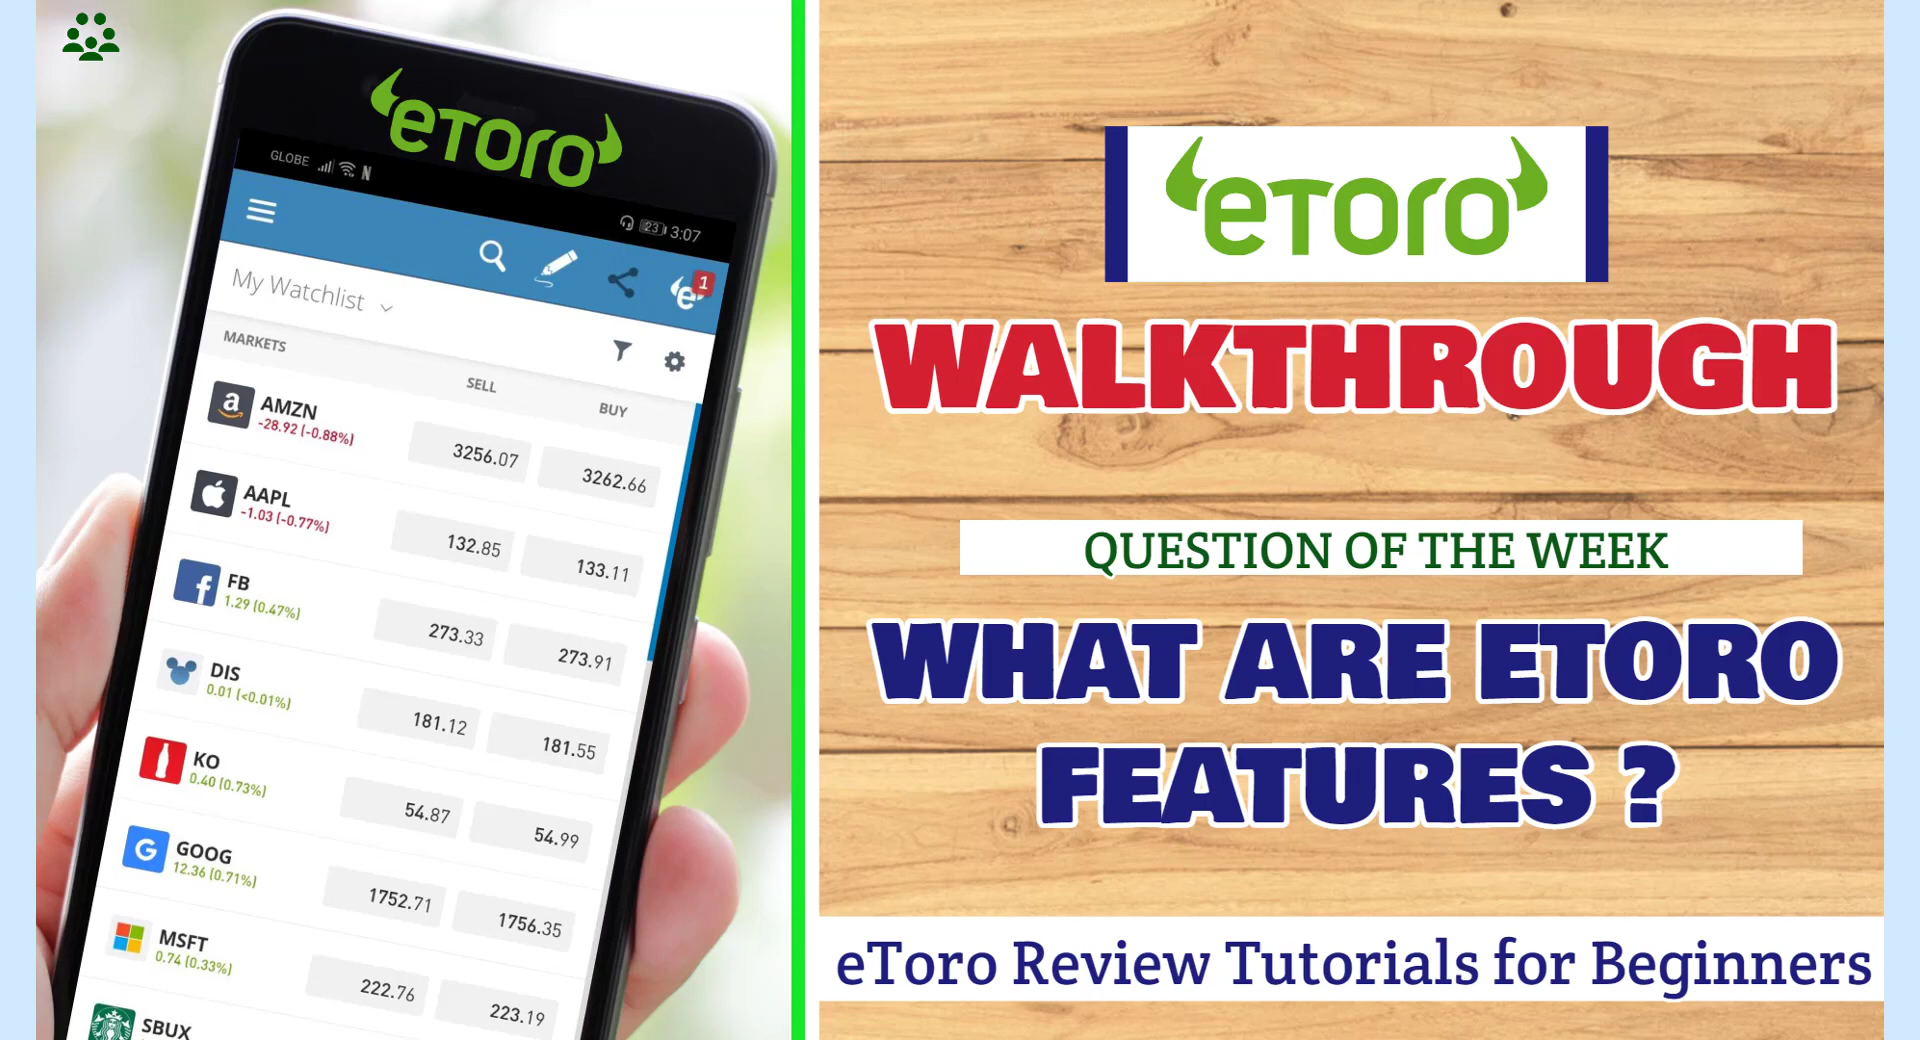 eTORO
GLOBE
23 3:07
1
My Watchlist
MARKETS SELL BUY
AMZN
-28.92 (-0.88%)
3256.07 3262.66
AAPL
-1.03 (-0.77%)
132.85 133.11
FB
1.29 (0.47%)
273.33 273.91
DIS
0.01 (<0.01%)
181.12 181.55
KO
0.40 (0.73%)
54.87 54.99
GOOG
12.36 (0.71%)
1752.71 1756.35
MSFT
0.74 (0.33%)
222.76 223.19
SBUX
eTORO
WALKTHROUGH
QUESTION OF THE WEEK
WHAT ARE ETORO
FEATURES ?
eToro Review Tutorials for Beginners